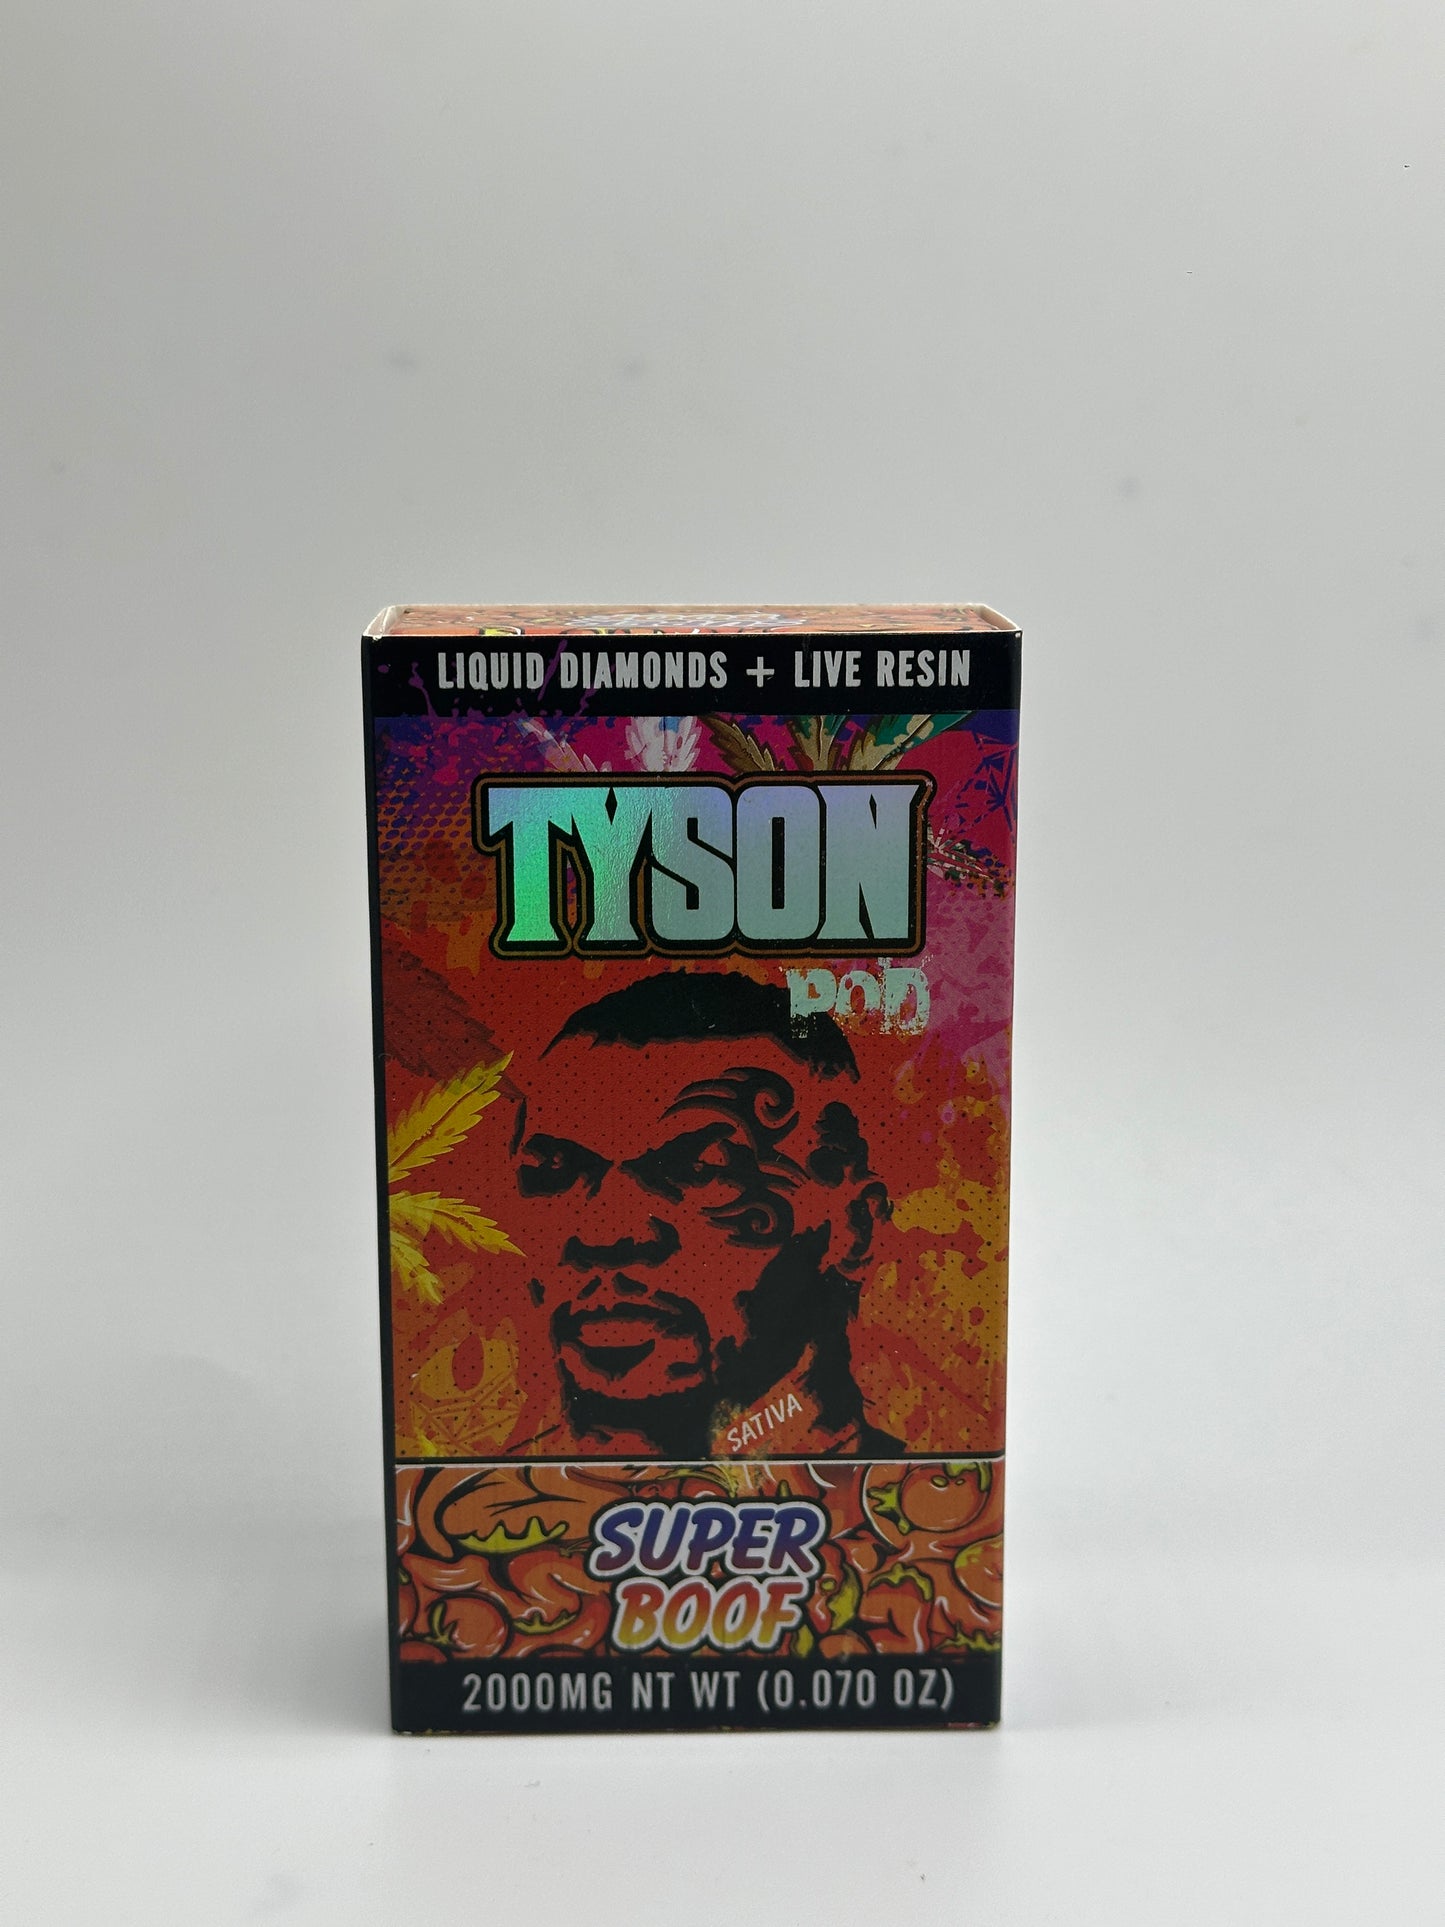 LIQUID DIAMONDS + LIVE RESIN
TYSON
POD
SATIVA
SUPER
BOOF
2000MG NT WT (0.070 OZ)